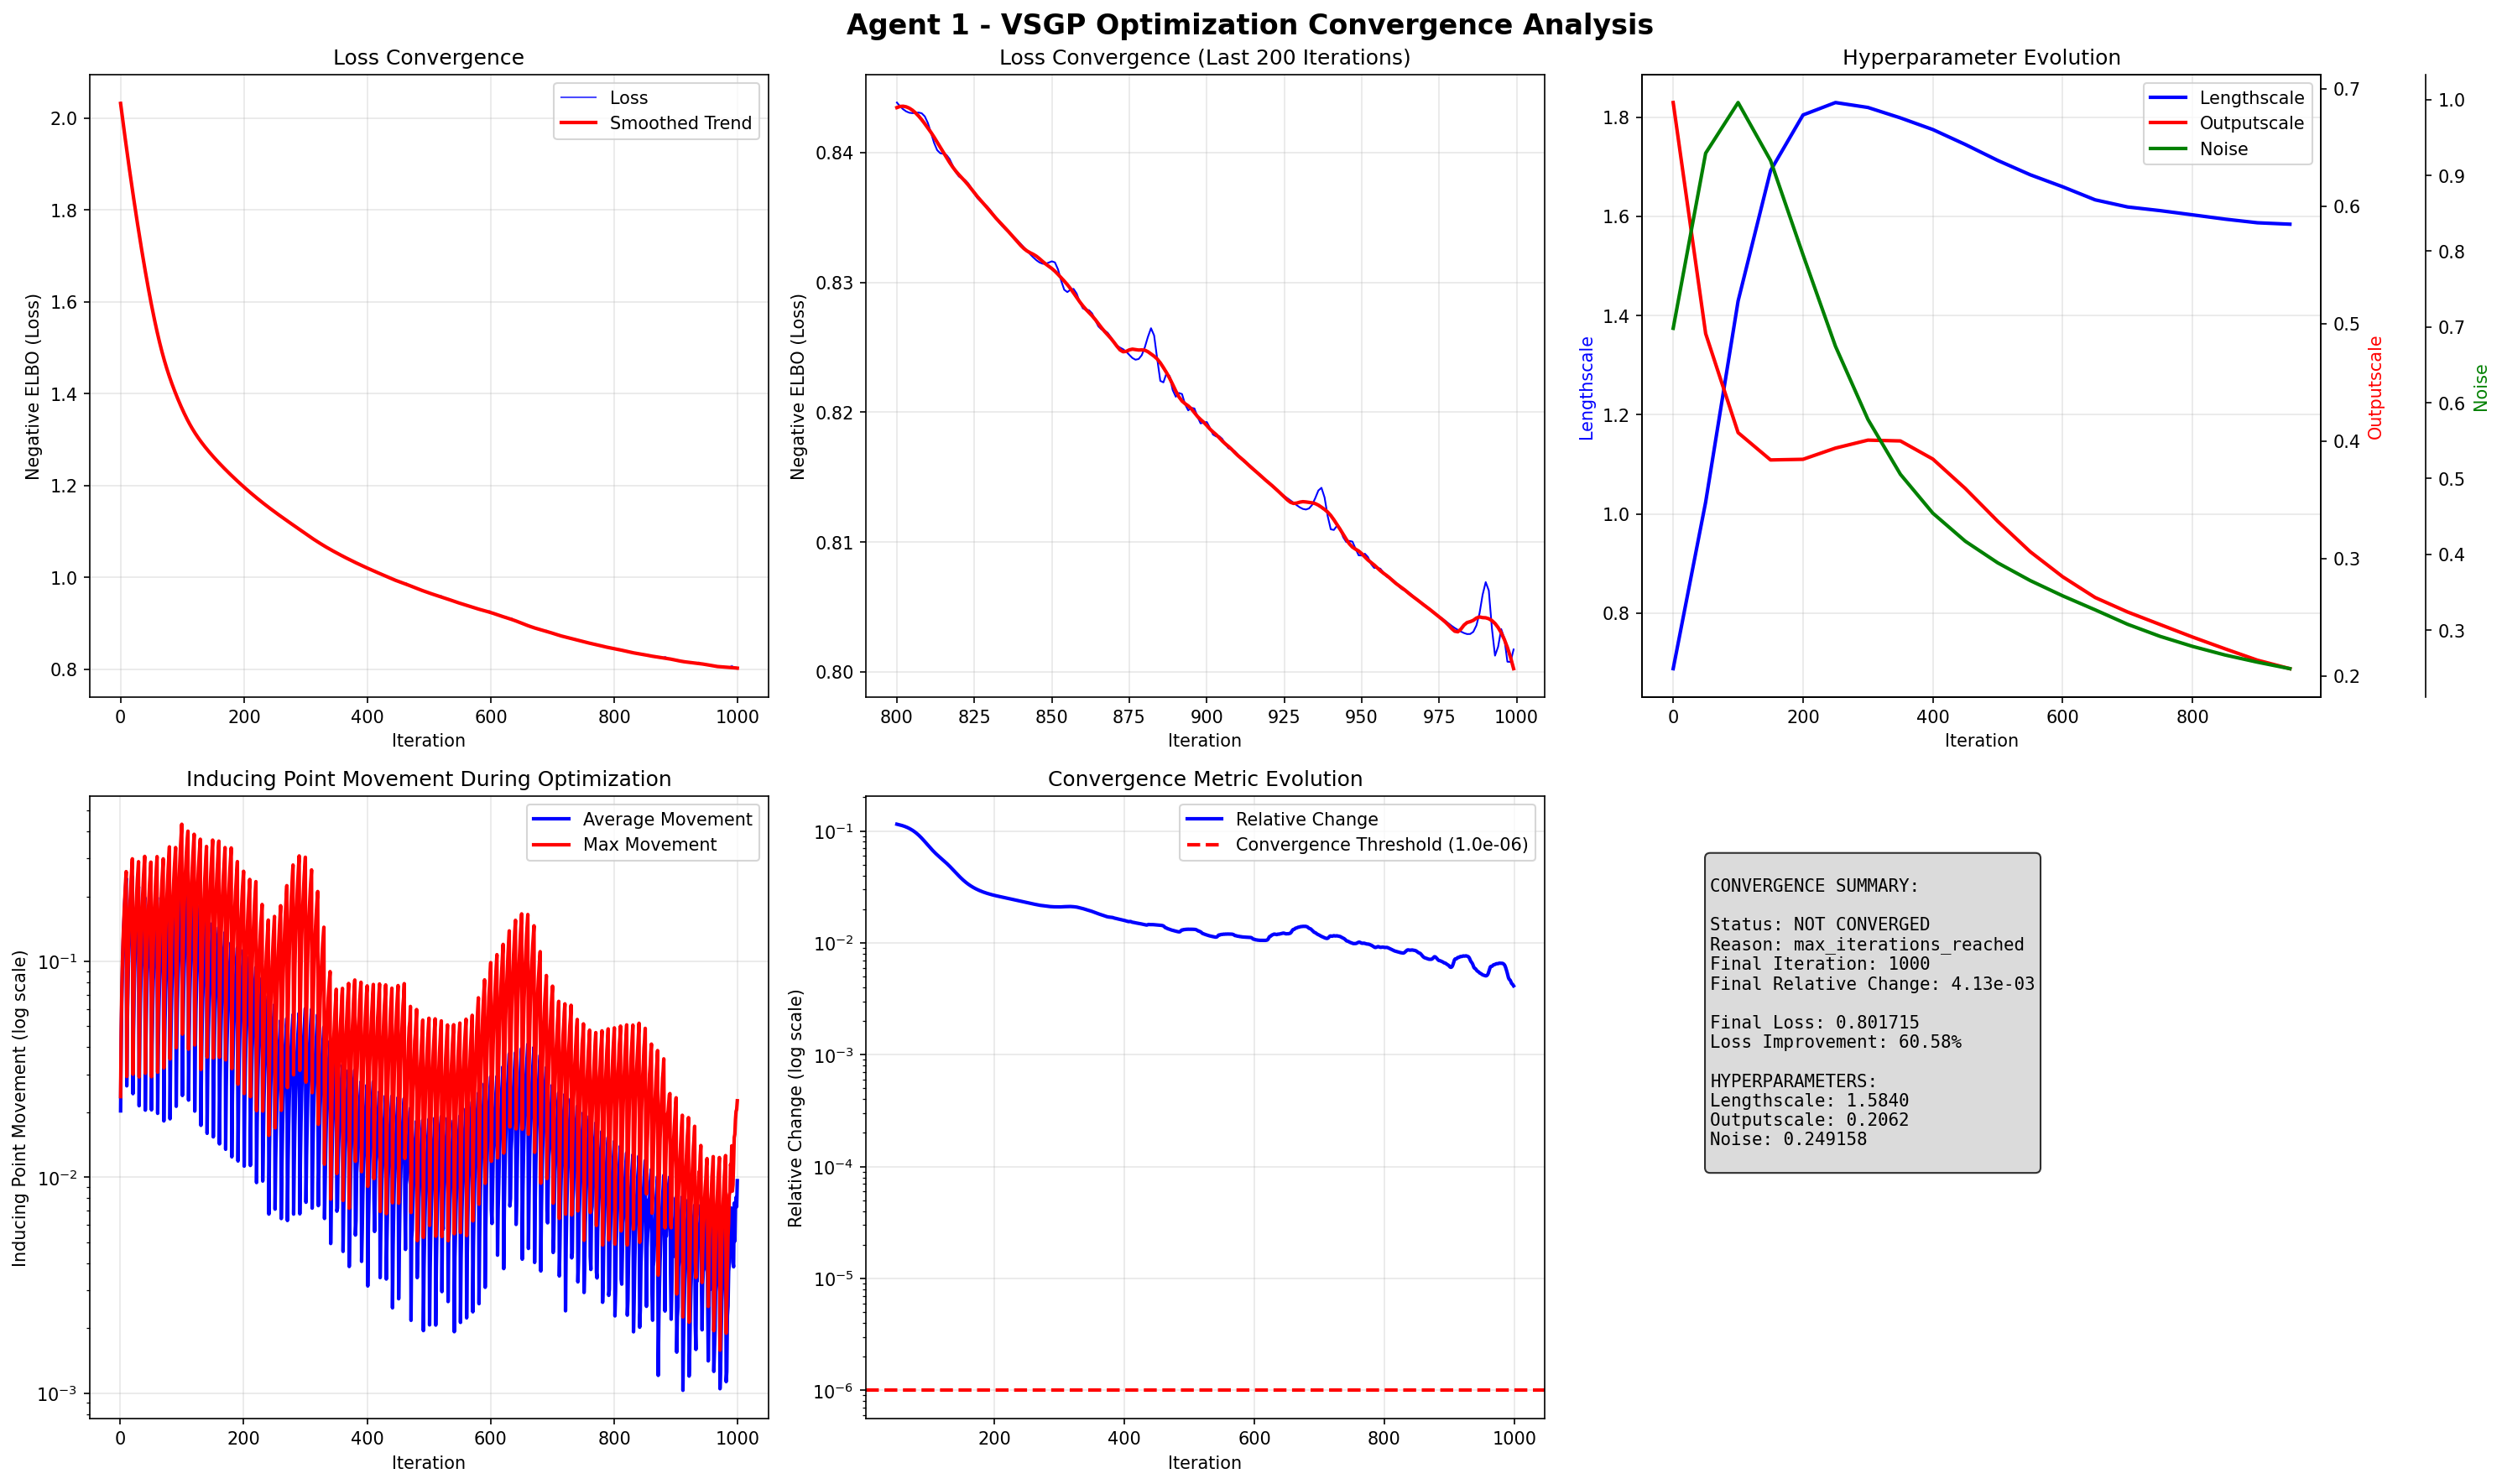 Agent 1 - VSGP Optimization Convergence Analysis
Loss Convergence
Loss
Smoothed Trend
Negative ELBO (Loss)
2.0
1.8
1.6
1.4
1.2
1.0
0.8
0 200 400 600 800 1000
Iteration
Loss Convergence (Last 200 Iterations)
Negative ELBO (Loss)
0.84
0.83
0.82
0.81
0.80
800 825 850 875 900 925 950 975 1000
Iteration
Hyperparameter Evolution
Lengthscale
Outputscale
Noise
Lengthscale
1.8
1.6
1.4
1.2
1.0
0.8
0 200 400 600 800
Iteration
0.7
0.6
0.5
0.4
0.3
0.2
Outputscale
1.0
0.9
0.8
0.7
0.6
0.5
0.4
0.3
Noise
Inducing Point Movement During Optimization
Average Movement
Max Movement
Inducing Point Movement (log scale)
10⁻¹
10⁻²
10⁻³
0 200 400 600 800 1000
Iteration
Convergence Metric Evolution
Relative Change
Convergence Threshold (1.0e-06)
Relative Change (log scale)
10⁻¹
10⁻²
10⁻³
10⁻⁴
10⁻⁵
10⁻⁶
200 400 600 800 1000
Iteration
CONVERGENCE SUMMARY:
Status: NOT CONVERGED
Reason: max_iterations_reached
Final Iteration: 1000
Final Relative Change: 4.13e-03
Final Loss: 0.801715
Loss Improvement: 60.58%
HYPERPARAMETERS:
Lengthscale: 1.5840
Outputscale: 0.2062
Noise: 0.249158